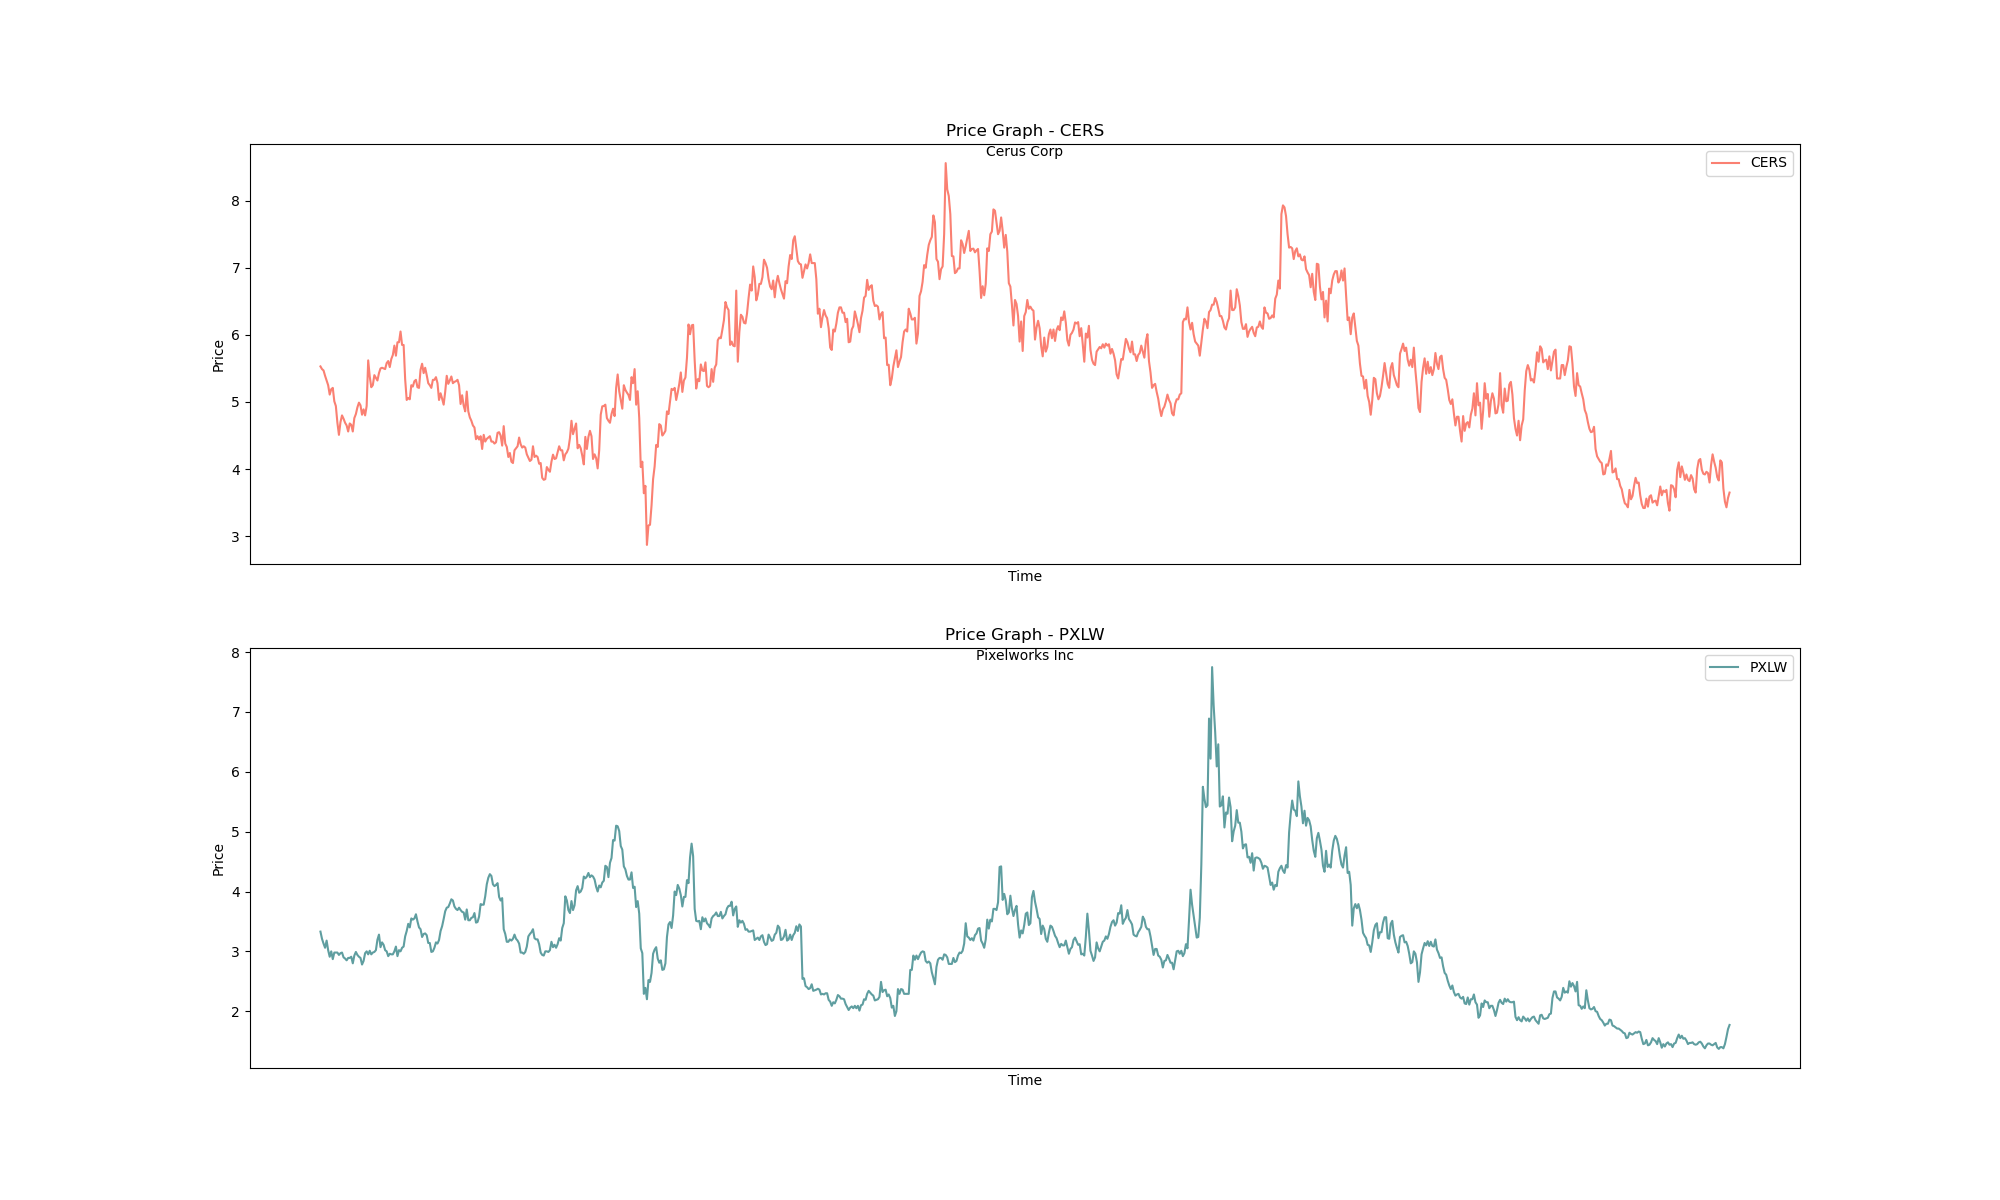 Price Graph - CERS
Cerus Corp
CERS
8
7
6
5
4
3
Price
Time
Price Graph - PXLW
Pixelworks Inc
PXLW
8
7
6
5
4
3
2
Price
Time